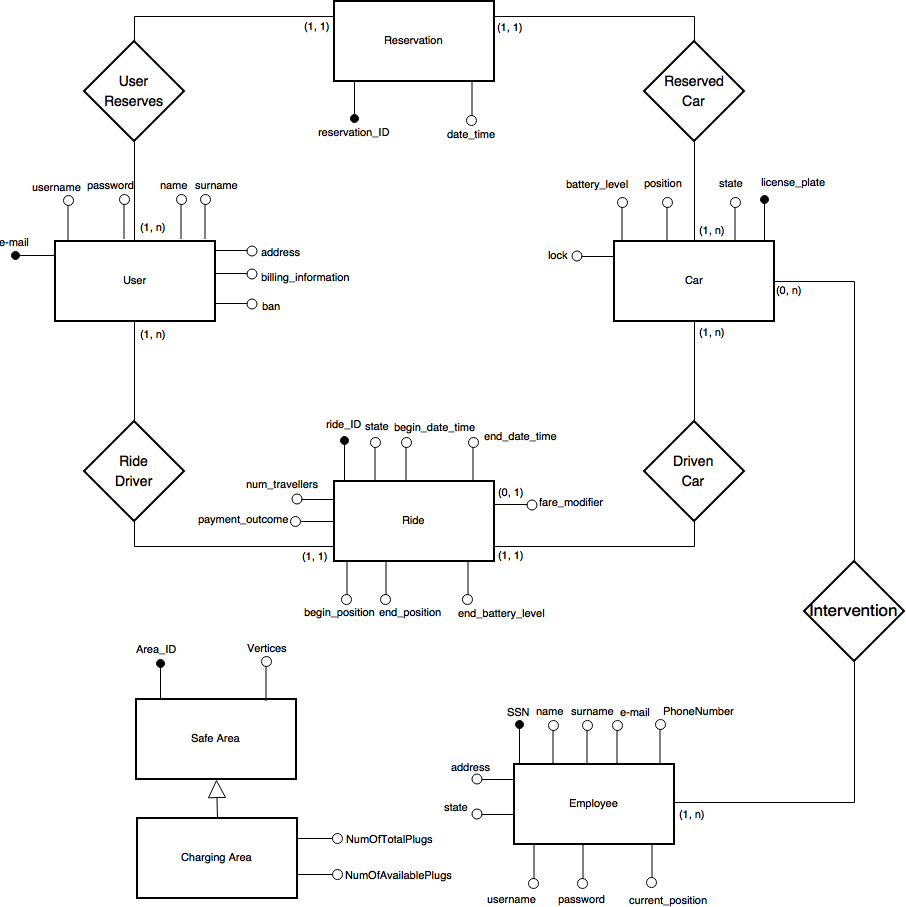 (1, 1)
Reservation
(1, 1)
User
Reserves
Reserved
Car
reservation_ID
date_time
username
password
name
surname
battery_level
position
state
license_plate
(1, n)
(1, n)
e-mail
address
lock
User
billing_information
Car
(0, n)
ban
(1, n)
(1, n)
ride_ID
state
begin_date_time
end_date_time
Ride
Driver
Driven
Car
num_travellers
(0, 1)
fare_modifier
payment_outcome
Ride
(1, 1)
(1, 1)
begin_position
end_position
end_battery_level
Intervention
Area_ID
Vertices
SSN
name
surname
e-mail
PhoneNumber
Safe Area
address
state
Employee
(1, n)
NumOfTotalPlugs
Charging Area
NumOfAvailablePlugs
username
password
current_position